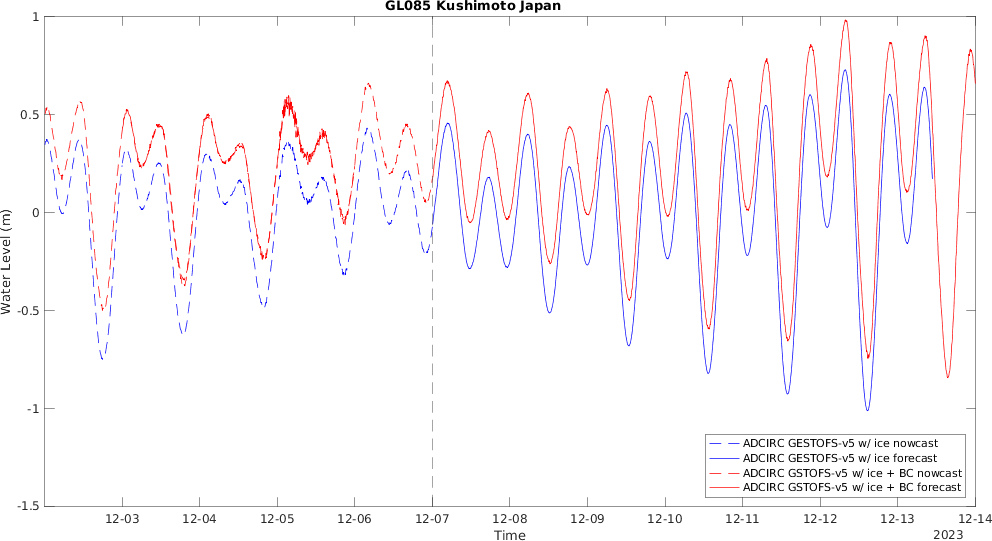 GL085 Kushimoto Japan
1
0.5
0
-0.5
-1
-1.5
Water Level (m)
ADCIRC GESTOFS-v5 w/ ice nowcast
ADCIRC GESTOFS-v5 w/ ice forecast
ADCIRC GSTOFS-v5 w/ ice + BC nowcast
ADCIRC GSTOFS-v5 w/ ice + BC forecast
12-03 12-04 12-05 12-06 12-07 12-08 12-09 12-10 12-11 12-12 12-13 12-14
Time
2023